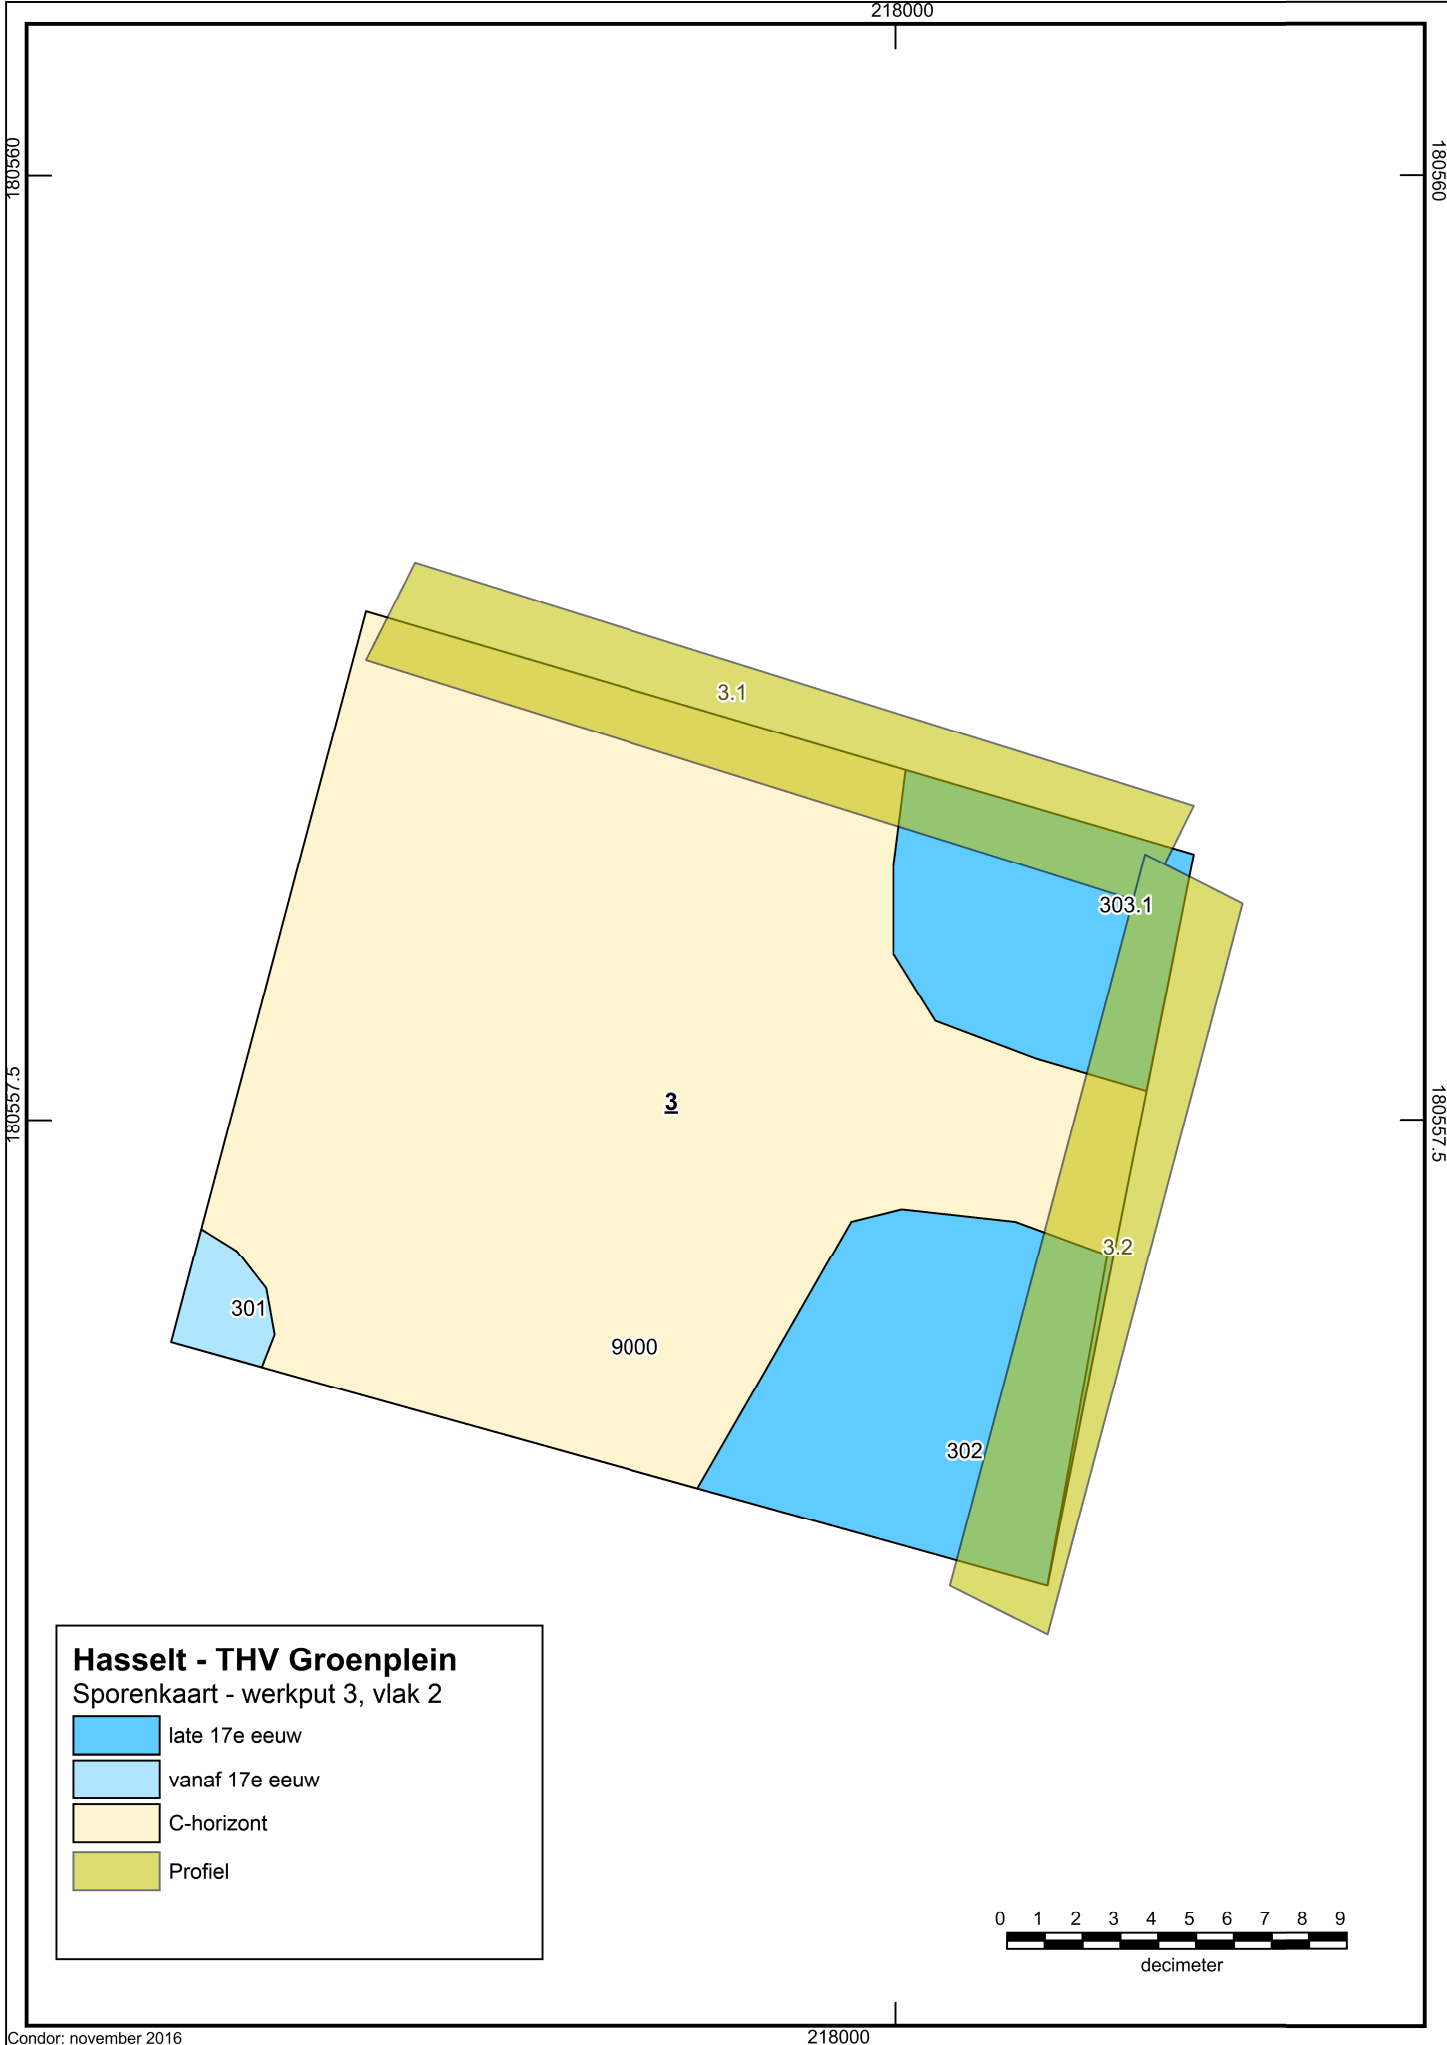 218000
180560
180560
3.1
303.1
180557.5
3
180557.5
3.2
301
9000
302
Hasselt - THV Groenplein
Sporenkaart - werkput 3, vlak 2
late 17e eeuw
vanaf 17e eeuw
C-horizont
Profiel
0 1 2 3 4 5 6 7 8 9
decimeter
Condor: november 2016
218000